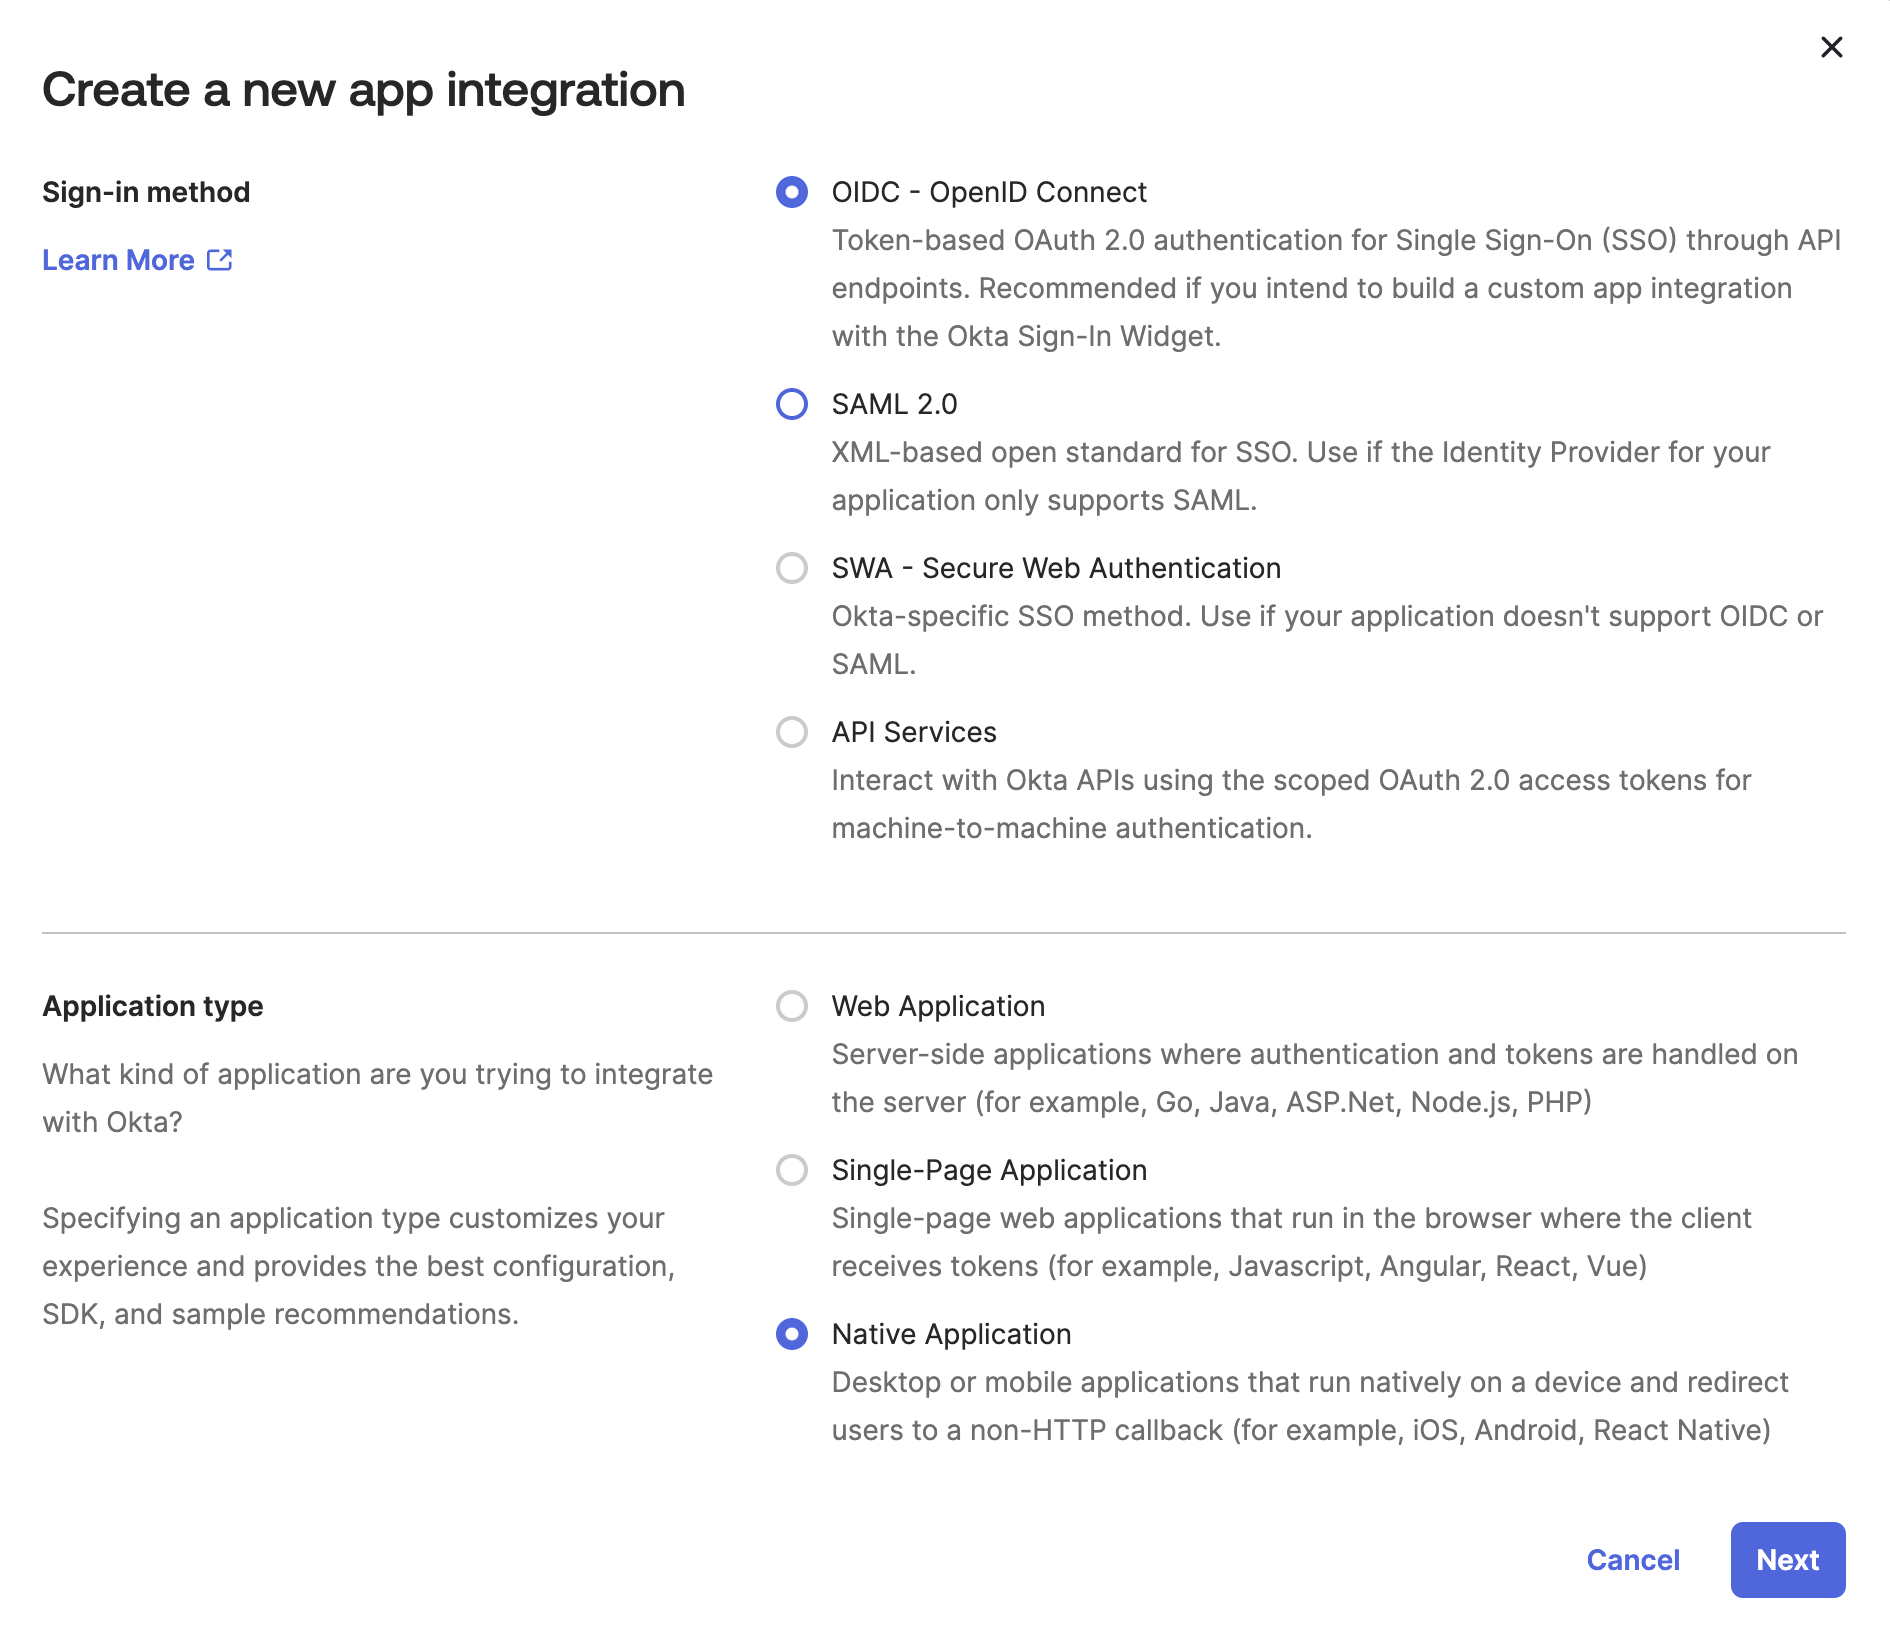 Create a new app integration
Sign-in method
Learn More
OIDC - OpenID Connect
Token-based OAuth 2.0 authentication for Single Sign-On (SSO) through API
endpoints. Recommended if you intend to build a custom app integration
with the Okta Sign-In Widget.
SAML 2.0
XML-based open standard for SSO. Use if the Identity Provider for your
application only supports SAML.
SWA - Secure Web Authentication
Okta-specific SSO method. Use if your application doesn't support OIDC or
SAML.
API Services
Interact with Okta APIs using the scoped OAuth 2.0 access tokens for
machine-to-machine authentication.
Application type
What kind of application are you trying to integrate
with Okta?
Specifying an application type customizes your
experience and provides the best configuration,
SDK, and sample recommendations.
Web Application
Server-side applications where authentication and tokens are handled on
the server (for example, Go, Java, ASP.Net, Node.js, PHP)
Single-Page Application
Single-page web applications that run in the browser where the client
receives tokens (for example, Javascript, Angular, React, Vue)
Native Application
Desktop or mobile applications that run natively on a device and redirect
users to a non-HTTP callback (for example, iOS, Android, React Native)
Cancel
Next